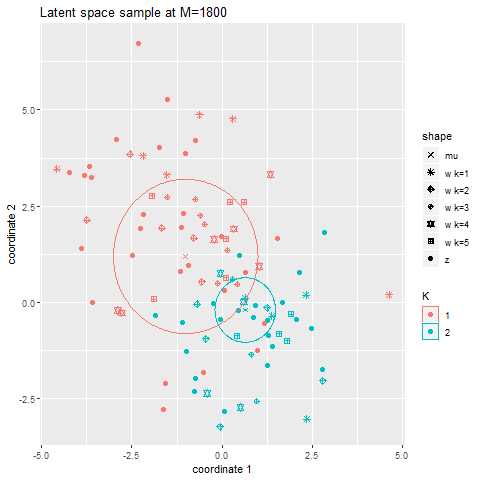 Latent space sample at M=1800
5.0
2.5
0.0
-2.5
coordinate 2
-5.0
-2.5
0.0
2.5
5.0
coordinate 1
shape
mu
w k=1
w k=2
w k=3
w k=4
w k=5
z
K
1
2